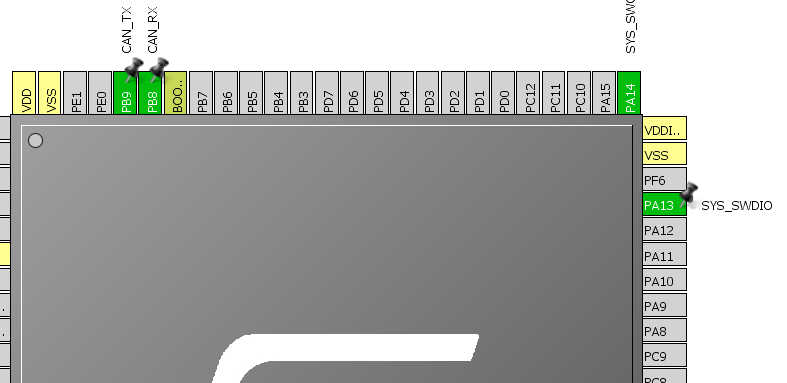 CAN_TX
CAN_RX
VDD
VSS
PE1
PE0
PB9
PB8
BOO..
PB7
PB6
PB5
PB4
PB3
PD7
PD6
PD5
PD4
PD3
PD2
PD1
PD0
PC12
PC11
PC10
PA15
PA14
VDDI..
VSS
PF6
PA13 SYS_SWDIO
PA12
PA11
PA10
PA9
PA8
PC9